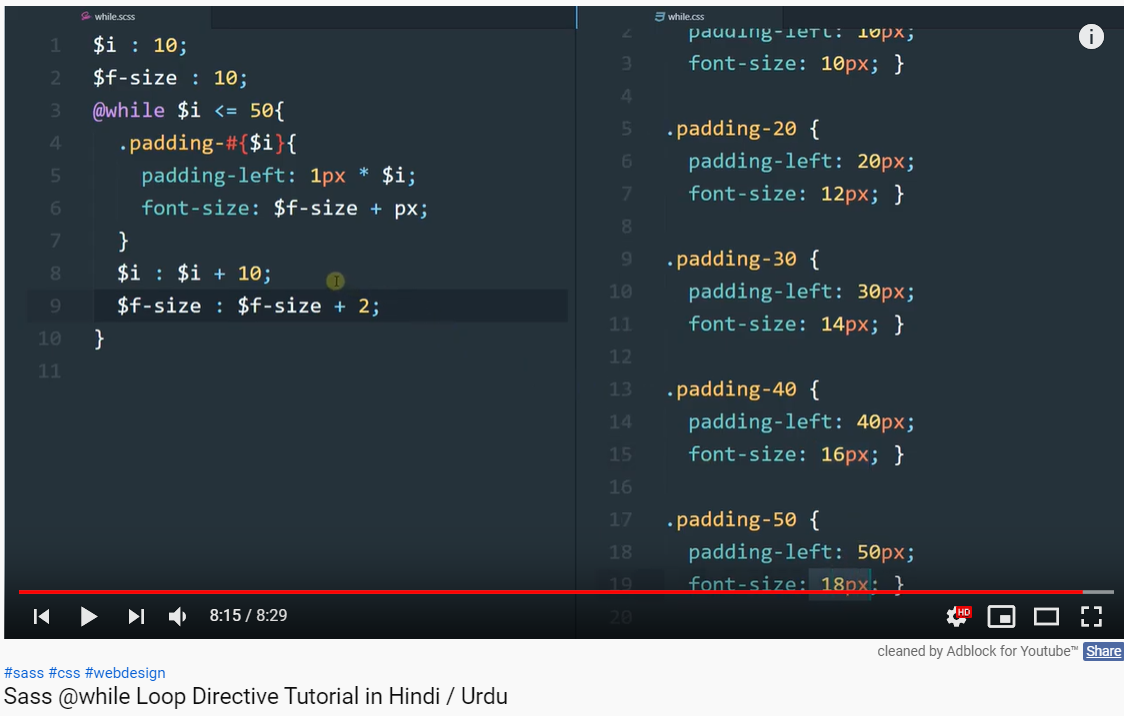 while.scss
1 $i : 10;
2 $f-size : 10;
3 @while $i <= 50{
4 .padding-#{$i}{
5 padding-left: 1px * $i;
6 font-size: $f-size + px;
7 }
8 $i : $i + 10;
9 $f-size : $f-size + 2;
10 }
11
while.css
2 padding-left: 10px;
3 font-size: 10px; }
4
5 .padding-20 {
6 padding-left: 20px;
7 font-size: 12px; }
8
9 .padding-30 {
10 padding-left: 30px;
11 font-size: 14px; }
12
13 .padding-40 {
14 padding-left: 40px;
15 font-size: 16px; }
16
17 .padding-50 {
18 padding-left: 50px;
19 font-size: 18px; }
20
8:15 / 8:29
HD
cleaned by Adblock for Youtube™ Share
#sass #css #webdesign
Sass @while Loop Directive Tutorial in Hindi / Urdu